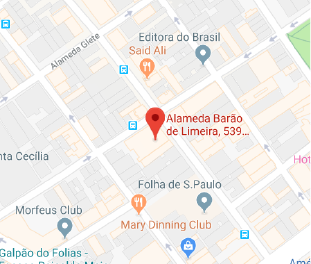 Editora do Brasil
Alameda Glete
Said Ali
Alameda Barão
de Limeira, 539...
nta Cecília
Hot
Folha de S.Paulo
Morfeus Club
Mary Dinning Club
Galpão do Folias -
Amé